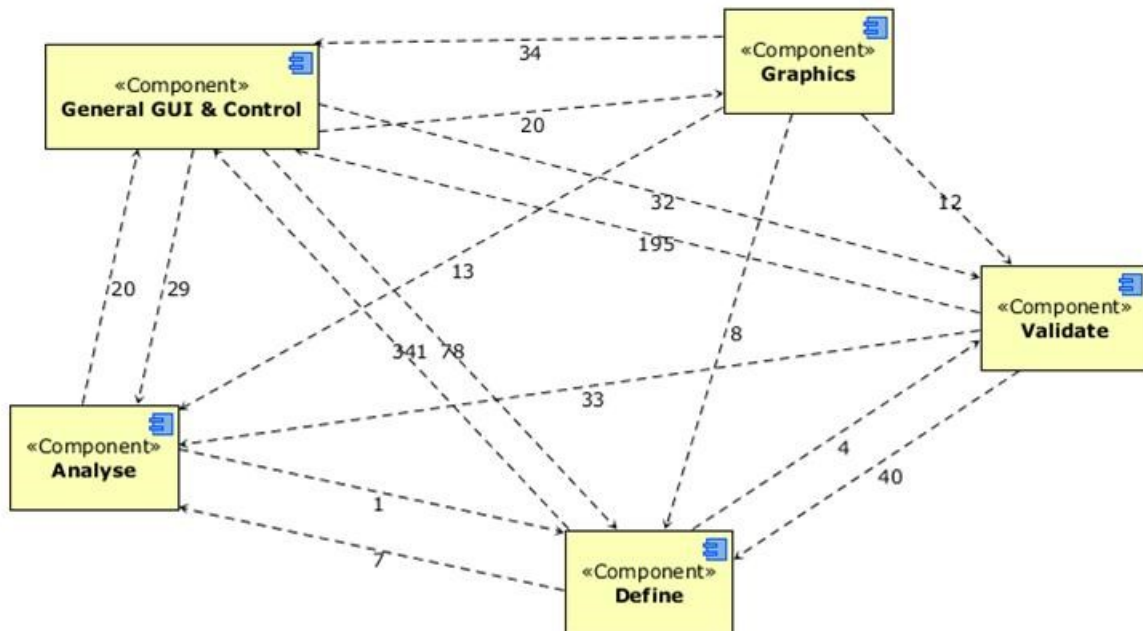 «Component»
Graphics
34
«Component»
General GUI & Control
20
32
12
195
13
20
29
«Component»
Validate
8
341
78
33
«Component»
Analyse
4
40
1
7
«Component»
Define